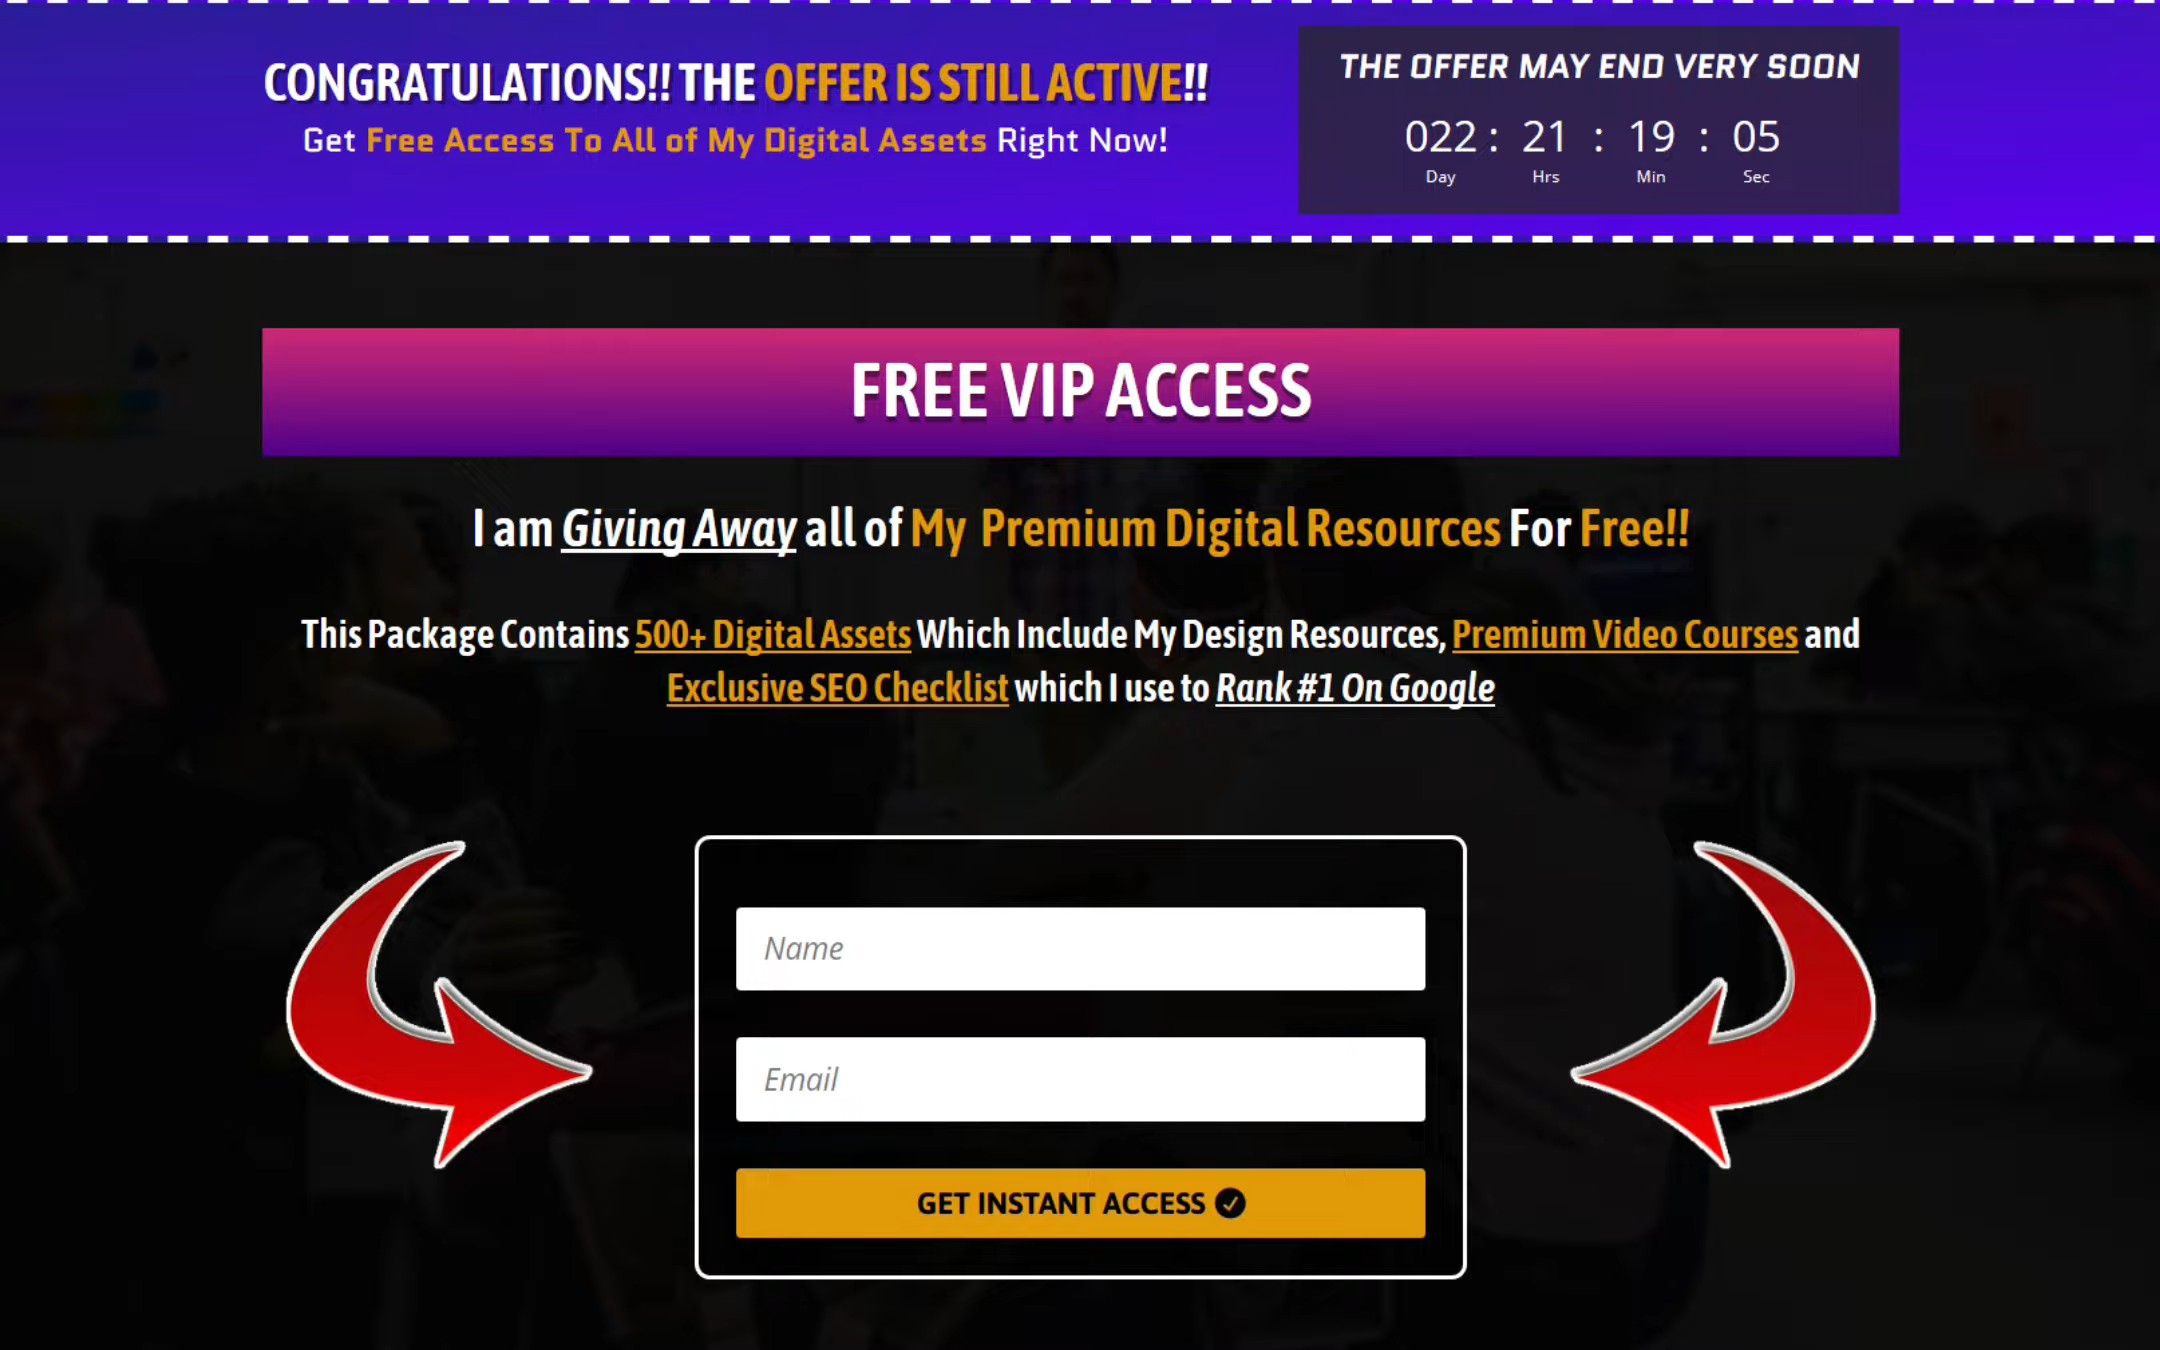 CONGRATULATIONS!! THE OFFER IS STILL ACTIVE!!
Get Free Access To All of My Digital Assets Right Now!
THE OFFER MAY END VERY SOON
022 : 21 : 19 : 05
Day Hrs Min Sec
FREE VIP ACCESS
I am Giving Away all of My Premium Digital Resources For Free!!
This Package Contains 500+ Digital Assets Which Include My Design Resources, Premium Video Courses and
Exclusive SEO Checklist which I use to Rank #1 On Google
Name
Email
GET INSTANT ACCESS